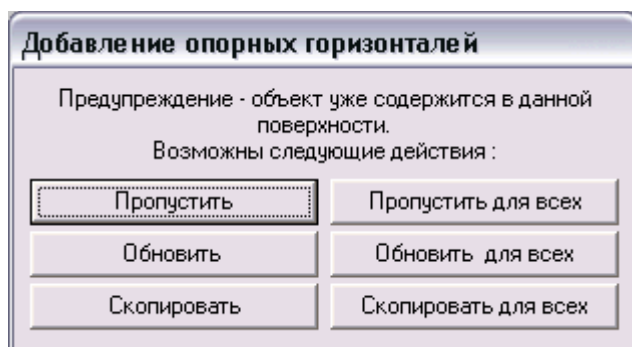 Добавление опорных горизонталей
Предупреждение - объект уже содержится в данной
поверхности.
Возможны следующие действия :
Пропустить
Пропустить для всех
Обновить
Обновить для всех
Скопировать
Скопировать для всех